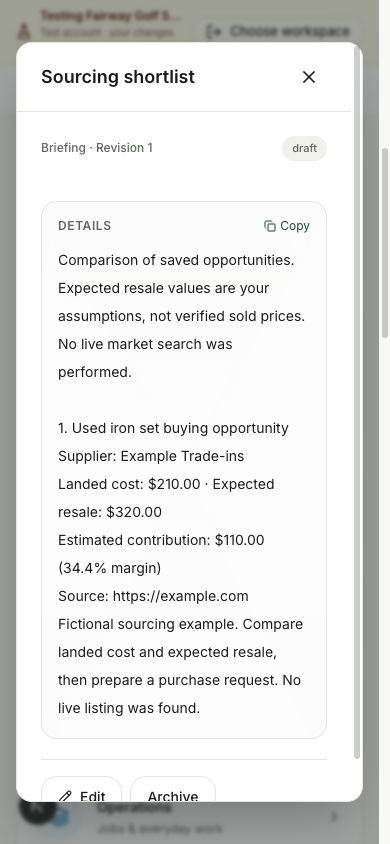 Testing Fairway Golf S...
Test account · your changes
Choose workspace
Sourcing shortlist
Briefing · Revision 1
draft
DETAILS
Copy
Comparison of saved opportunities.
Expected resale values are your
assumptions, not verified sold prices.
No live market search was
performed.
1. Used iron set buying opportunity
Supplier: Example Trade-ins
Landed cost: $210.00 · Expected
resale: $320.00
Estimated contribution: $110.00
(34.4% margin)
Source: https://example.com
Fictional sourcing example. Compare
landed cost and expected resale,
then prepare a purchase request. No
live listing was found.
Edit
Archive
Operations
Jobs & everyday work